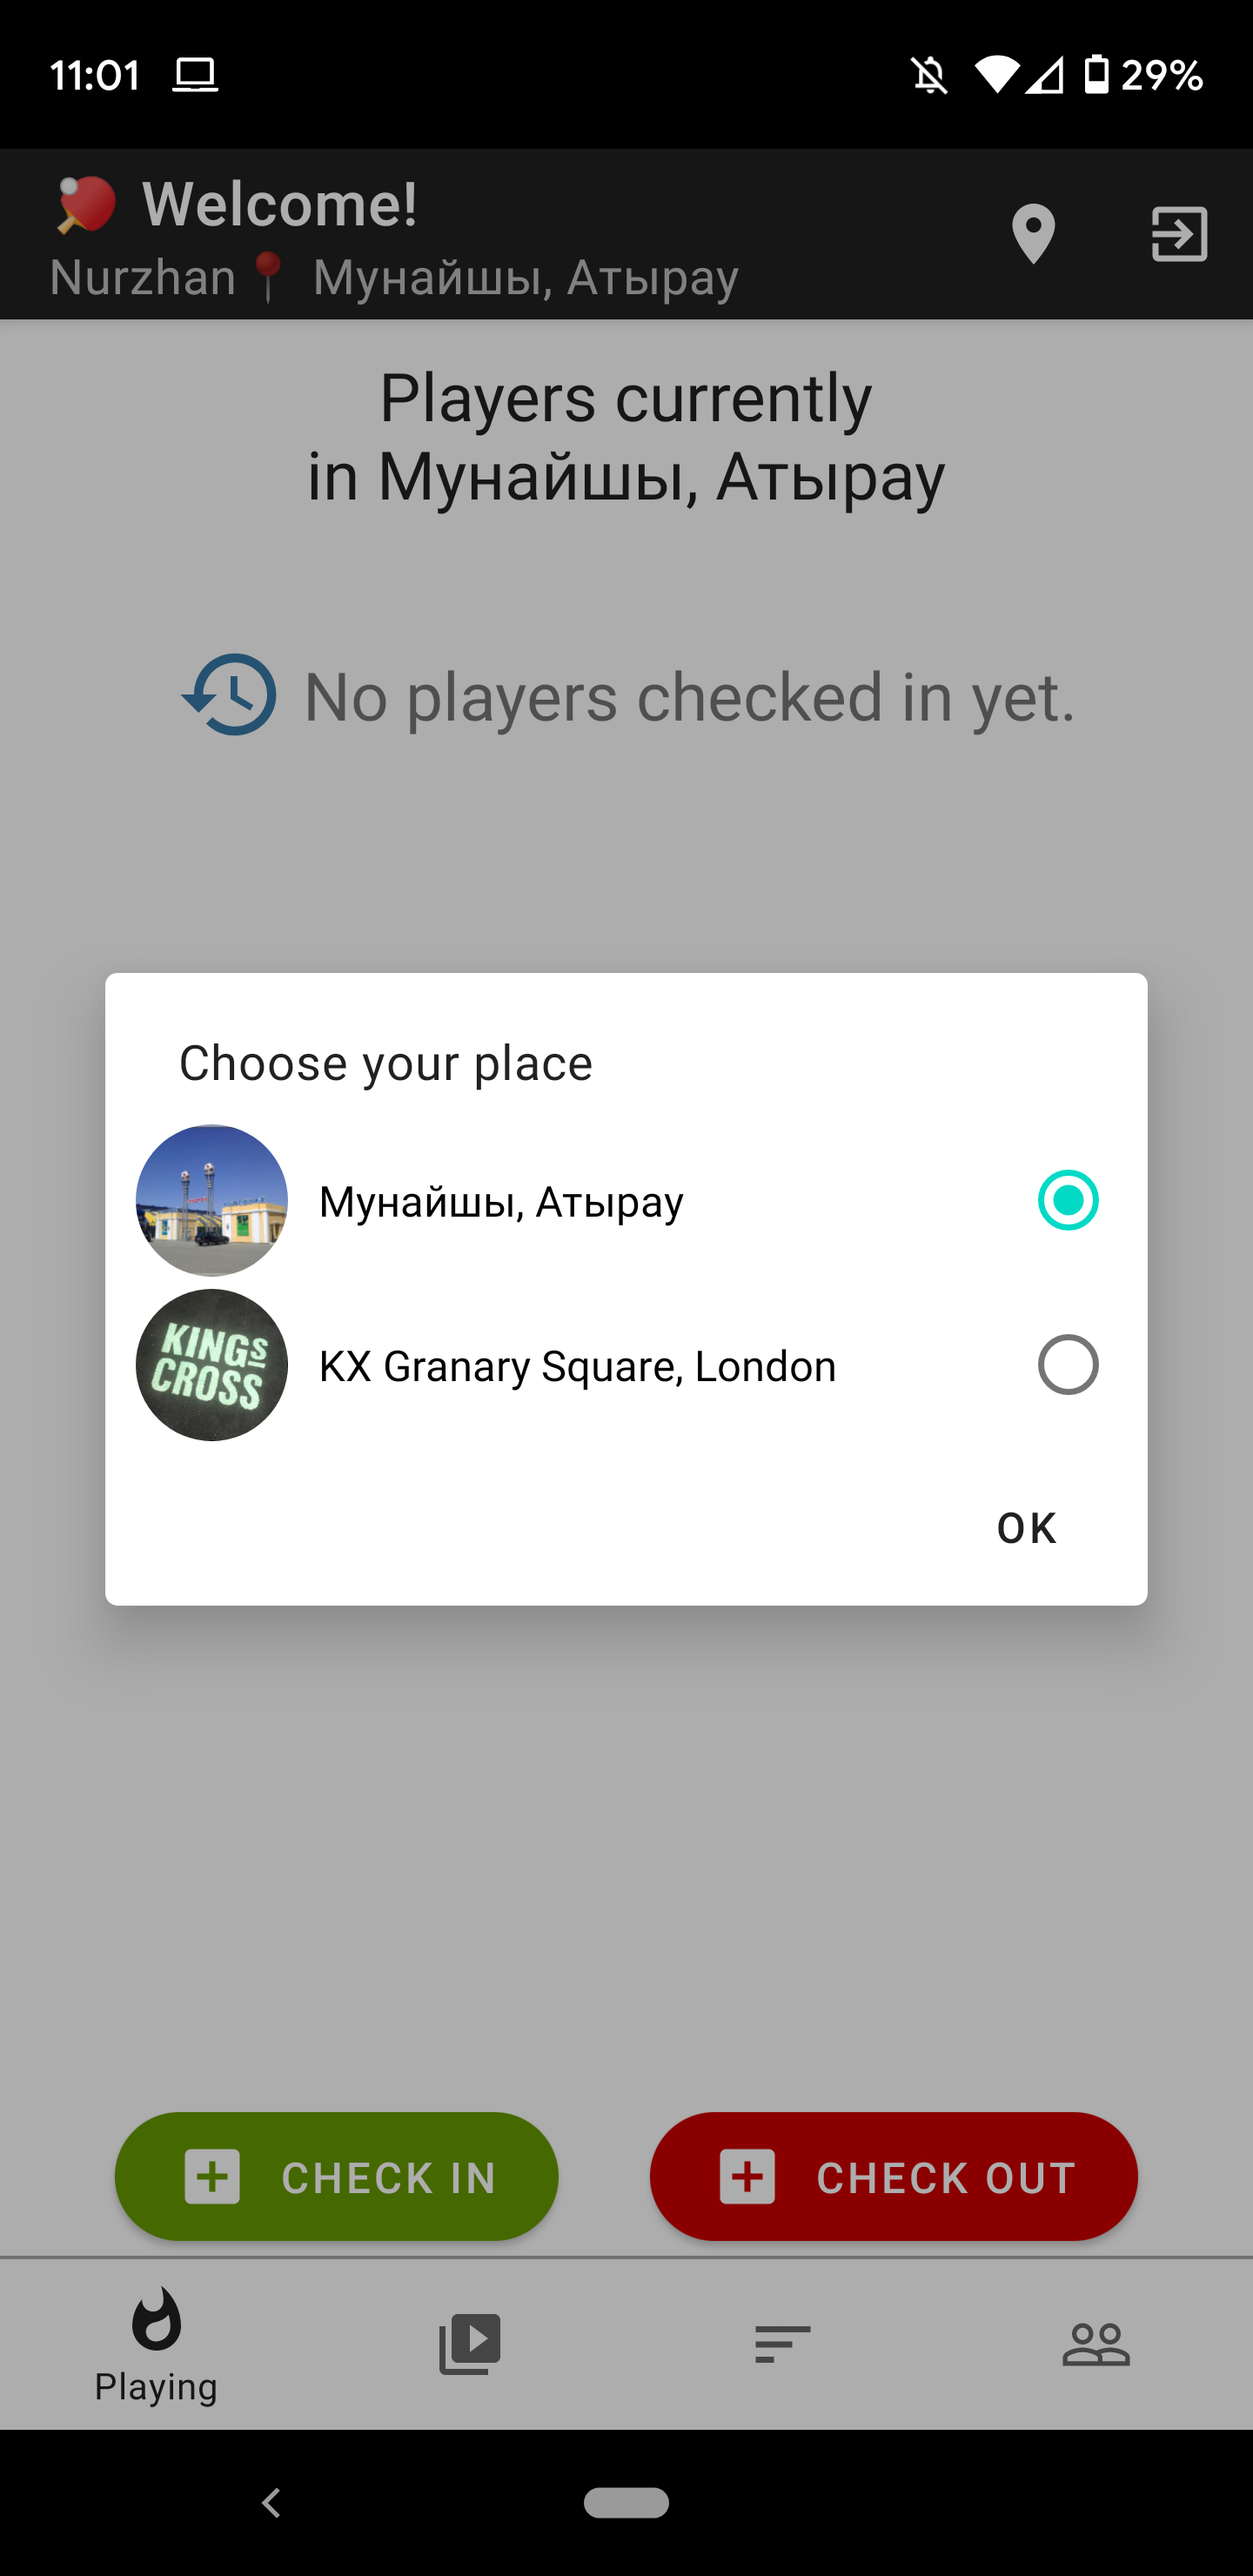 11:01
29%
Welcome!
Nurzhan📍 Мунайшы, Атырау
Players currently
in Мунайшы, Атырау
No players checked in yet.
Choose your place
Мунайшы, Атырау
KINGs
CROSS
KX Granary Square, London
OK
CHECK IN
CHECK OUT
Playing